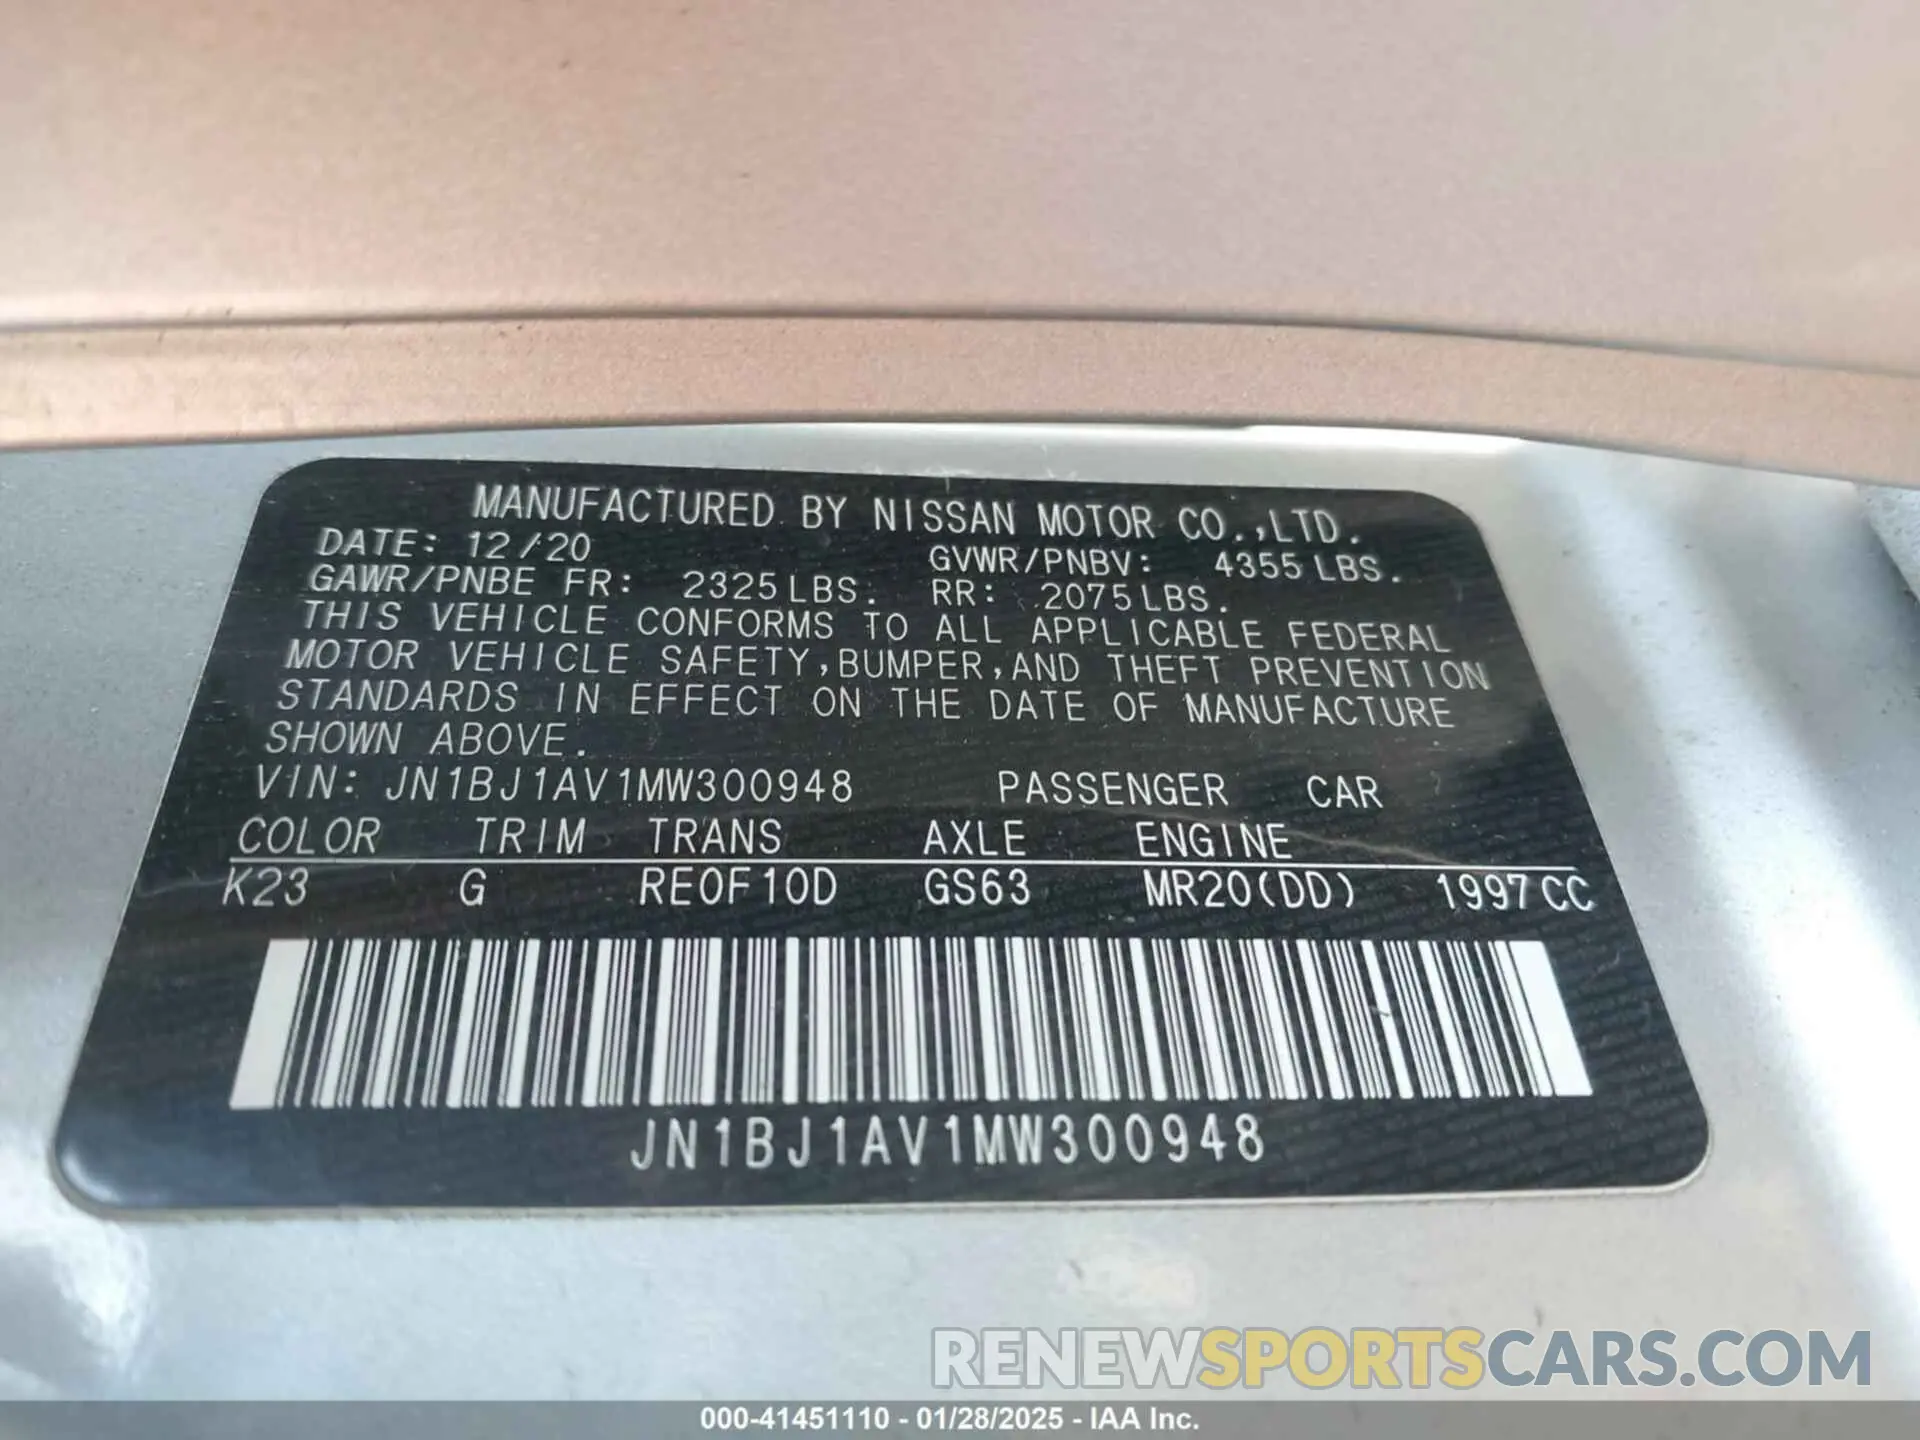 MANUFACTURED BY NISSAN MOTOR CO.,LTD.
DATE: 12/20 GVWR/PNBV: 4355 LBS.
GAWR/PNBE FR: 2325 LBS. RR: 2075 LBS.
THIS VEHICLE CONFORMS TO ALL APPLICABLE FEDERAL
MOTOR VEHICLE SAFETY, BUMPER, AND THEFT PREVENTION
STANDARDS IN EFFECT ON THE DATE OF MANUFACTURE
SHOWN ABOVE.
VIN: JN1BJ1AV1MW300948 PASSENGER CAR
COLOR TRIM TRANS AXLE ENGINE
K23 G RE0F10D GS63 MR20(DD) 1997 CC
JN1BJ1AV1MW300948
RENEWSPORTSCARS.COM
000-41451110 - 01/28/2025 - IAA Inc.